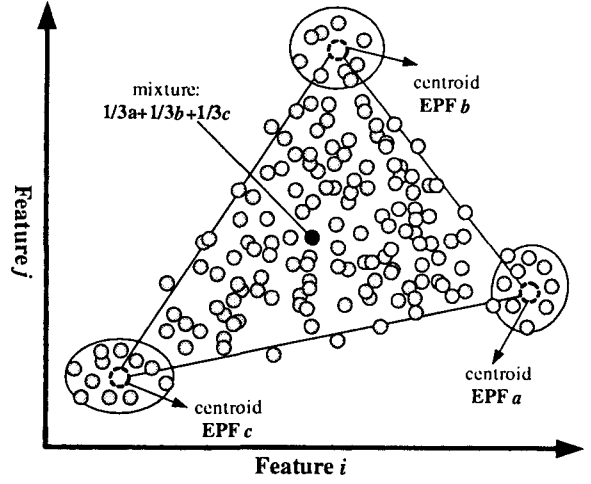 mixture:
1/3a+1/3b+1/3c
centroid
EPF b
Feature j
centroid
EPF a
centroid
EPF c
Feature i